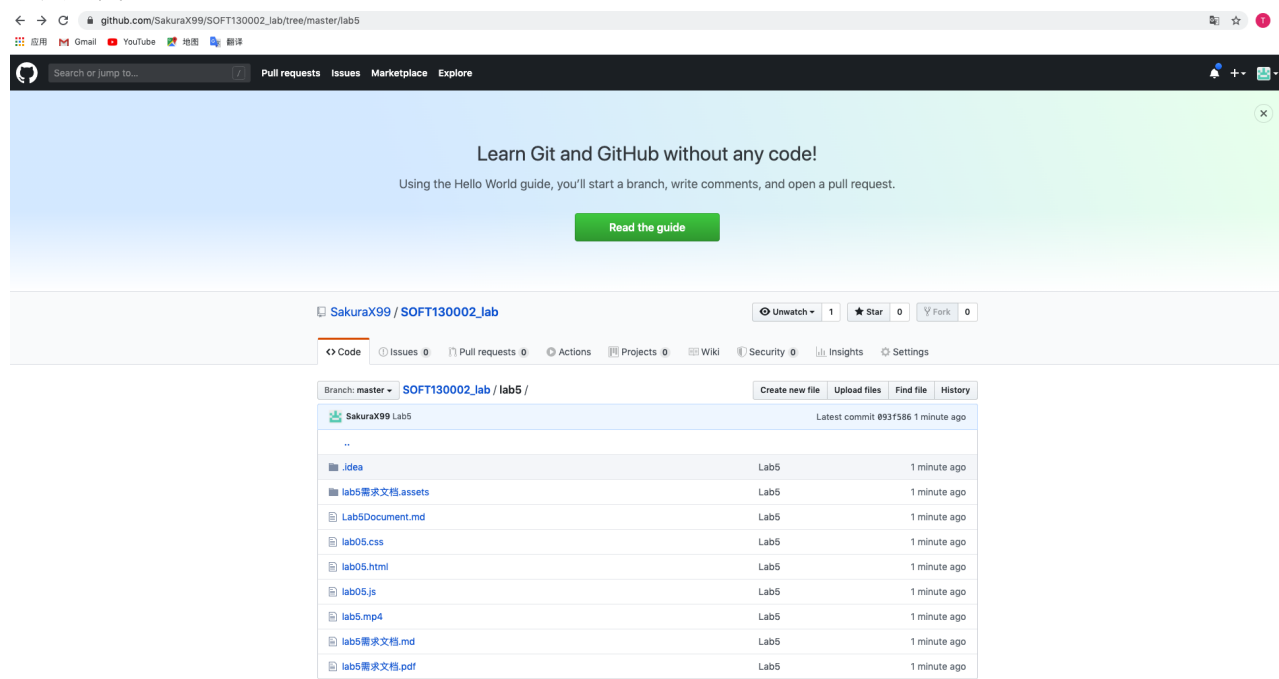 github.com/SakuraX99/SOFT130002_lab/tree/master/lab5
T
应用 Gmail YouTube 地图 翻译
Search or jump to... / Pull requests Issues Marketplace Explore
Learn Git and GitHub without any code!
Using the Hello World guide, you’ll start a branch, write comments, and open a pull request.
Read the guide
SakuraX99 / SOFT130002_lab Unwatch 1 Star 0 Fork 0
Code Issues 0 Pull requests 0 Actions Projects 0 Wiki Security 0 Insights Settings
Branch: master SOFT130002_lab / lab5 / Create new file Upload files Find file History
SakuraX99 Lab5 Latest commit 093f586 1 minute ago
..
.idea Lab5 1 minute ago
lab5需求文档.assets Lab5 1 minute ago
Lab5Document.md Lab5 1 minute ago
lab05.css Lab5 1 minute ago
lab05.html Lab5 1 minute ago
lab05.js Lab5 1 minute ago
lab5.mp4 Lab5 1 minute ago
lab5需求文档.md Lab5 1 minute ago
lab5需求文档.pdf Lab5 1 minute ago